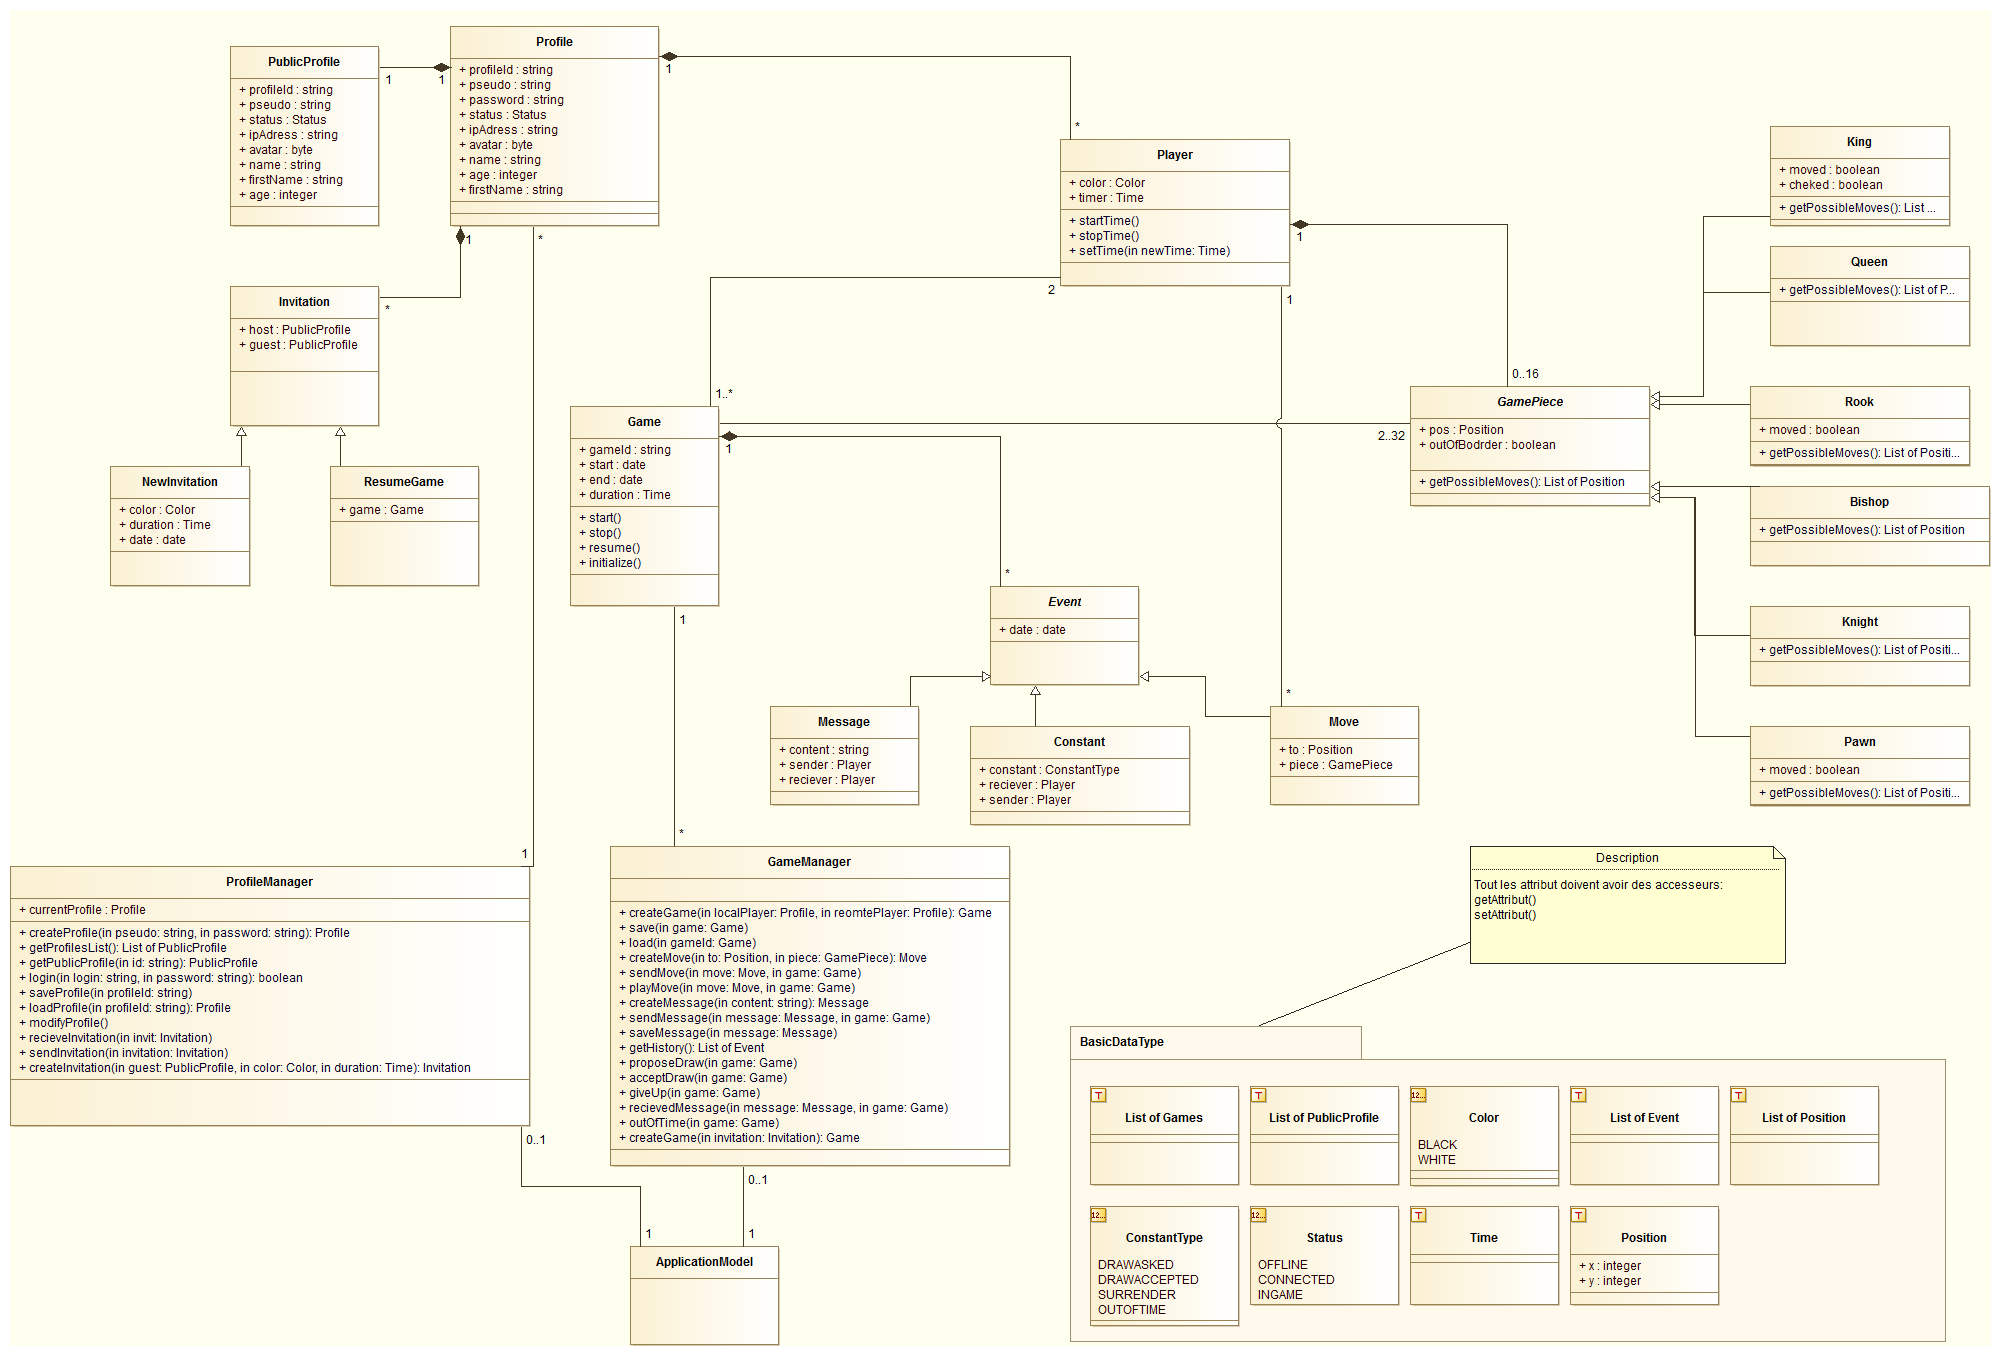 PublicProfile
+ profileId : string
+ pseudo : string
+ status : Status
+ ipAdress : string
+ avatar : byte
+ name : string
+ firstName : string
+ age : integer
1
1
Profile
+ profileId : string
+ pseudo : string
+ password : string
+ status : Status
+ ipAdress : string
+ avatar : byte
+ name : string
+ age : integer
+ firstName : string
1
*
1
*
Player
+ color : Color
+ timer : Time
+ startTime()
+ stopTime()
+ setTime(in newTime: Time)
1
2
1
King
+ moved : boolean
+ cheked : boolean
+ getPossibleMoves(): List ...
Queen
+ getPossibleMoves(): List of P...
Invitation
+ host : PublicProfile
+ guest : PublicProfile
*
NewInvitation
+ color : Color
+ duration : Time
+ date : date
ResumeGame
+ game : Game
1..*
Game
+ gameId : string
+ start : date
+ end : date
+ duration : Time
+ start()
+ stop()
+ resume()
+ initialize()
1
1
0..16
2..32
GamePiece
+ pos : Position
+ outOfBodrder : boolean
+ getPossibleMoves(): List of Position
Rook
+ moved : boolean
+ getPossibleMoves(): List of Positi...
Bishop
+ getPossibleMoves(): List of Position
Knight
+ getPossibleMoves(): List of Positi...
Pawn
+ moved : boolean
+ getPossibleMoves(): List of Positi...
*
Event
+ date : date
Message
+ content : string
+ sender : Player
+ reciever : Player
Constant
+ constant : ConstantType
+ reciever : Player
+ sender : Player
*
Move
+ to : Position
+ piece : GamePiece
1
ProfileManager
+ currentProfile : Profile
+ createProfile(in pseudo: string, in password: string): Profile
+ getProfilesList(): List of PublicProfile
+ getPublicProfile(in id: string): PublicProfile
+ login(in login: string, in password: string): boolean
+ saveProfile(in profileId: string)
+ loadProfile(in profileId: string): Profile
+ modifyProfile()
+ recieveInvitation(in invit: Invitation)
+ sendInvitation(in invitation: Invitation)
+ createInvitation(in guest: PublicProfile, in color: Color, in duration: Time): Invitation
0..1
*
GameManager
+ createGame(in localPlayer: Profile, in reomtePlayer: Profile): Game
+ save(in game: Game)
+ load(in gameId: Game)
+ createMove(in to: Position, in piece: GamePiece): Move
+ sendMove(in move: Move, in game: Game)
+ playMove(in move: Move, in game: Game)
+ createMessage(in content: string): Message
+ sendMessage(in message: Message, in game: Game)
+ saveMessage(in message: Message)
+ getHistory(): List of Event
+ proposeDraw(in game: Game)
+ acceptDraw(in game: Game)
+ giveUp(in game: Game)
+ recievedMessage(in message: Message, in game: Game)
+ outOfTime(in game: Game)
+ createGame(in invitation: Invitation): Game
0..1
1
1
ApplicationModel
Description
Tout les attribut doivent avoir des accesseurs:
getAttribut()
setAttribut()
BasicDataType
T
List of Games
T
List of PublicProfile
12...
Color
BLACK
WHITE
T
List of Event
T
List of Position
12...
ConstantType
DRAWASKED
DRAWACCEPTED
SURRENDER
OUTOFTIME
12...
Status
OFFLINE
CONNECTED
INGAME
T
Time
T
Position
+ x : integer
+ y : integer